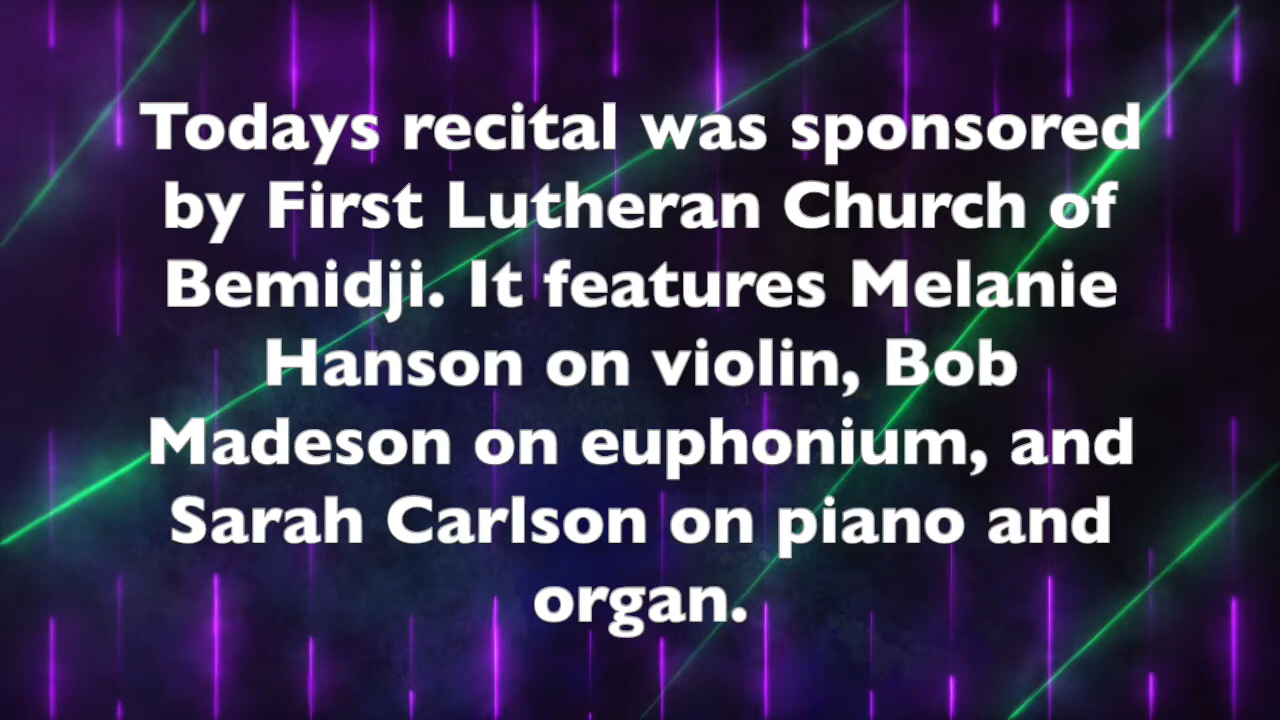 Todays recital was sponsored
by First Lutheran Church of
Bemidji. It features Melanie
Hanson on violin, Bob
Madeson on euphonium, and
Sarah Carlson on piano and
organ.